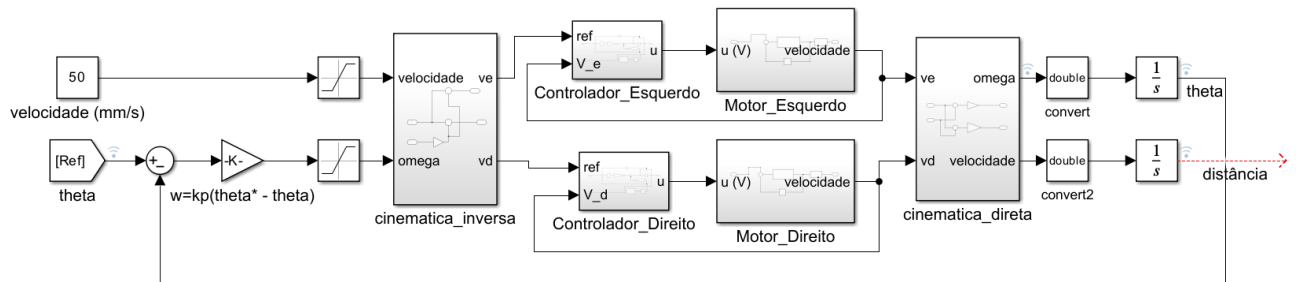 50
velocidade (mm/s)
[Ref]
theta
+
-
-K-
w=kp(theta* - theta)
velocidade
omega
ve
vd
cinematica_inversa
ref
V_e
u
Controlador_Esquerdo
u (V)
velocidade
Motor_Esquerdo
ref
V_d
u
Controlador_Direito
u (V)
velocidade
Motor_Direito
ve
vd
omega
velocidade
cinematica_direta
double
convert
double
convert2
1
s
theta
1
s
distância